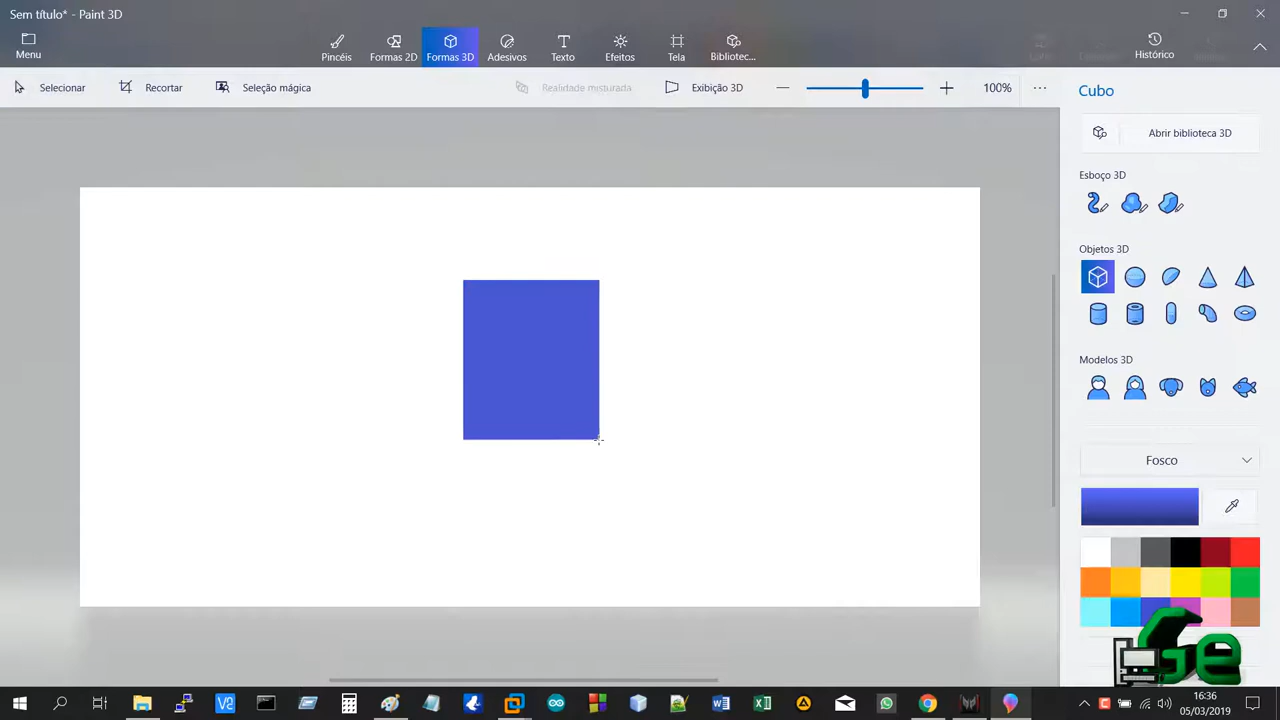 Sem título* - Paint 3D
Menu
Pincéis
Formas 2D
Formas 3D
Adesivos
Texto
Efeitos
Tela
Bibliotec...
Histórico
Selecionar
Recortar
Seleção mágica
Realidade misturada
Exibição 3D
100%
Cubo
Abrir biblioteca 3D
Esboço 3D
Objetos 3D
Modelos 3D
Fosco
Ge
16:36
05/03/2019